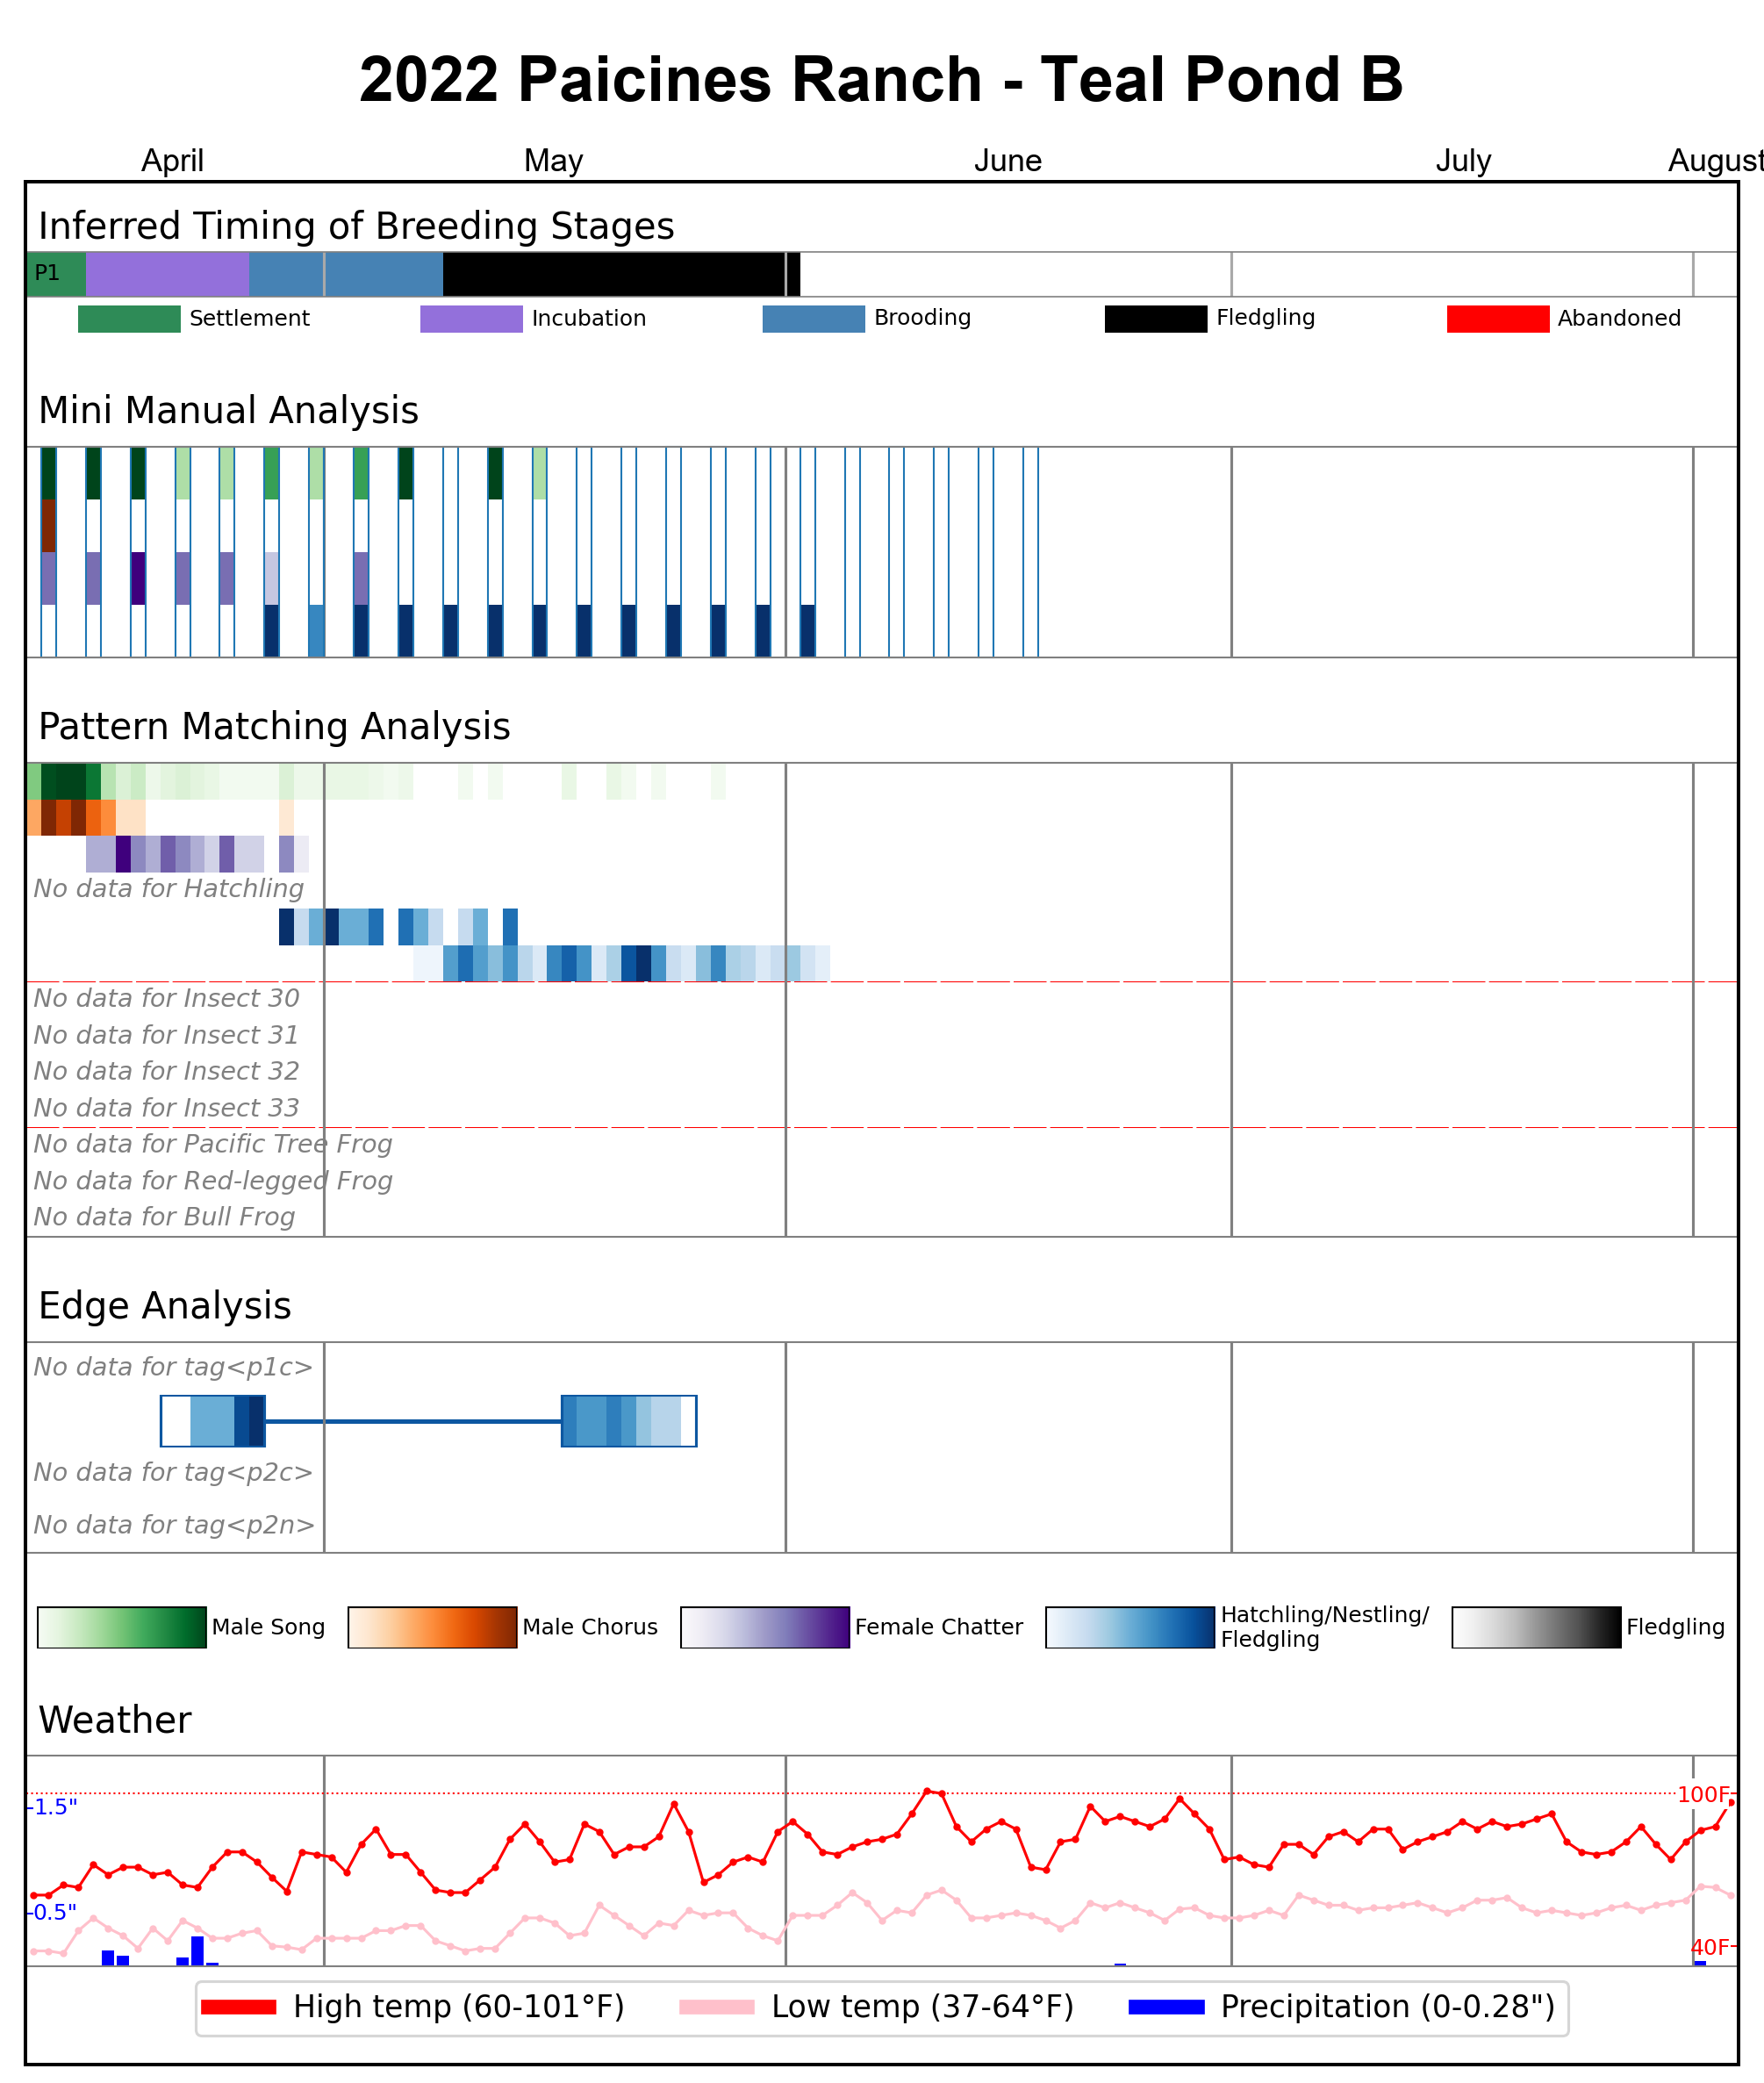 2022 Paicines Ranch - Teal Pond B
April May June July August
Inferred Timing of Breeding Stages
P1
Settlement Incubation Brooding Fledgling Abandoned
Mini Manual Analysis
Pattern Matching Analysis
No data for Hatchling
No data for Insect 30
No data for Insect 31
No data for Insect 32
No data for Insect 33
No data for Pacific Tree Frog
No data for Red-legged Frog
No data for Bull Frog
Edge Analysis
No data for tag<p1c>
No data for tag<p2c>
No data for tag<p2n>
Male Song Male Chorus Female Chatter Hatchling/Nestling/
Fledgling Fledgling
Weather
100F
1.5"
0.5"
40F
High temp (60-101°F) Low temp (37-64°F) Precipitation (0-0.28")